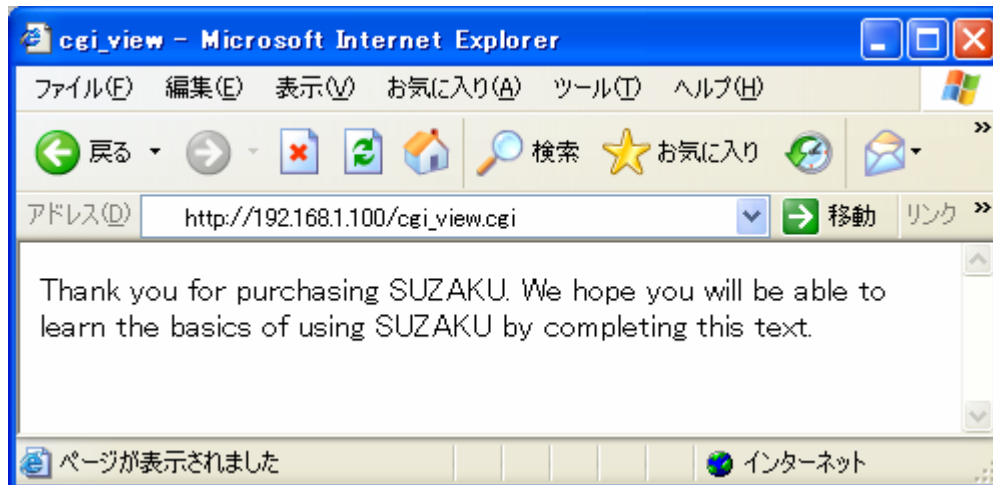 cgi_view - Microsoft Internet Explorer
ファイル(F) 編集(E) 表示(V) お気に入り(A) ツール(T) ヘルプ(H)
戻る 検索 お気に入り »
アドレス(D) http://192.168.1.100/cgi_view.cgi 移動 リンク »
Thank you for purchasing SUZAKU. We hope you will be able to
learn the basics of using SUZAKU by completing this text.
ページが表示されました インターネット